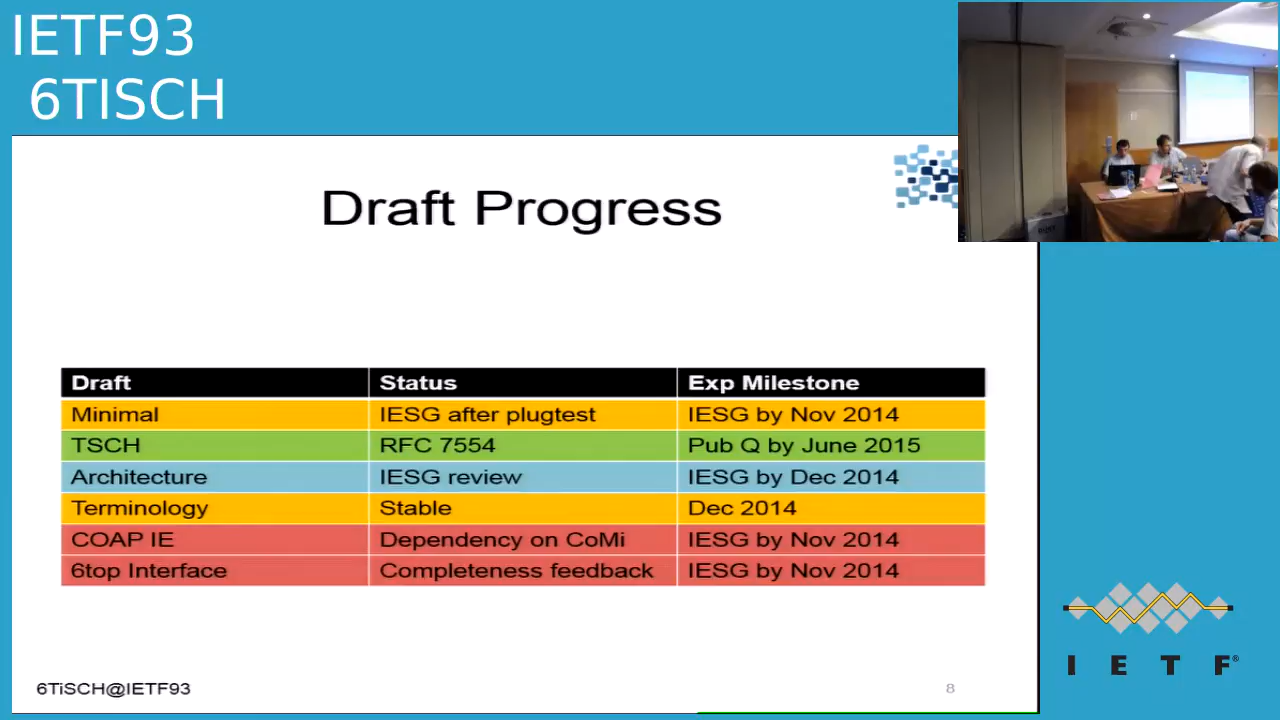 IETF93
6TISCH
Draft Progress
Draft Status Exp Milestone
Minimal IESG after plugtest IESG by Nov 2014
TSCH RFC 7554 Pub Q by June 2015
Architecture IESG review IESG by Dec 2014
Terminology Stable Dec 2014
COAP IE Dependency on CoMi IESG by Nov 2014
6top Interface Completeness feedback IESG by Nov 2014
6TiSCH@IETF93 8
I E T F®